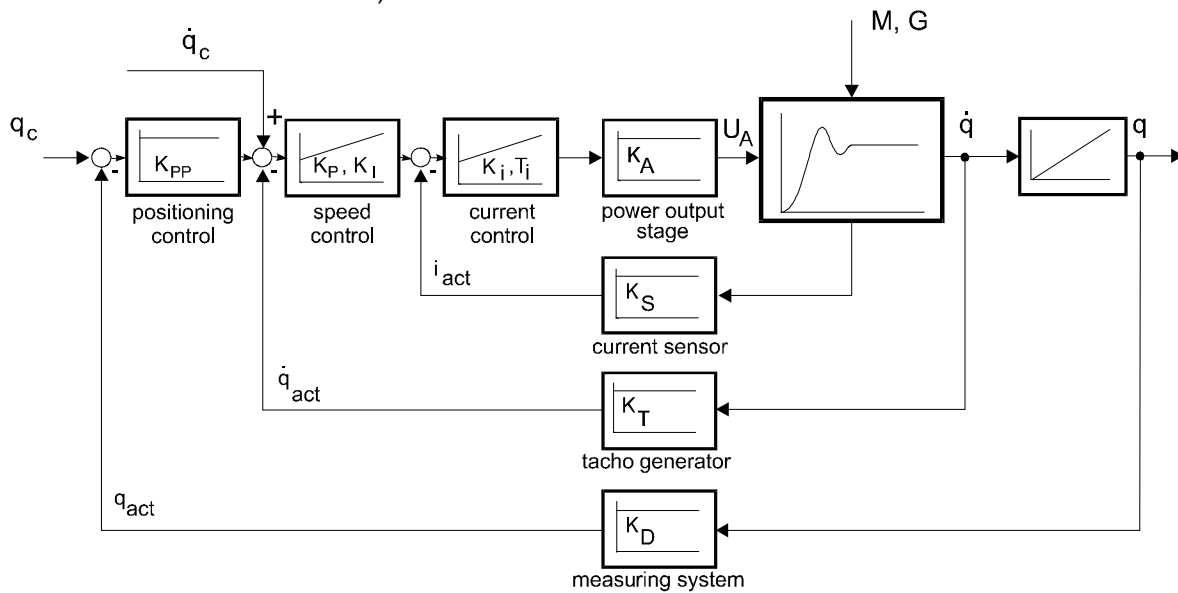 M, G
q̇c
+
qc
UA
q̇
q
KPP
KP, KI
Ki, Ti
KA
-
-
-
positioning
control
speed
control
current
control
power output
stage
iact
KS
current sensor
q̇act
KT
tacho generator
qact
KD
measuring system